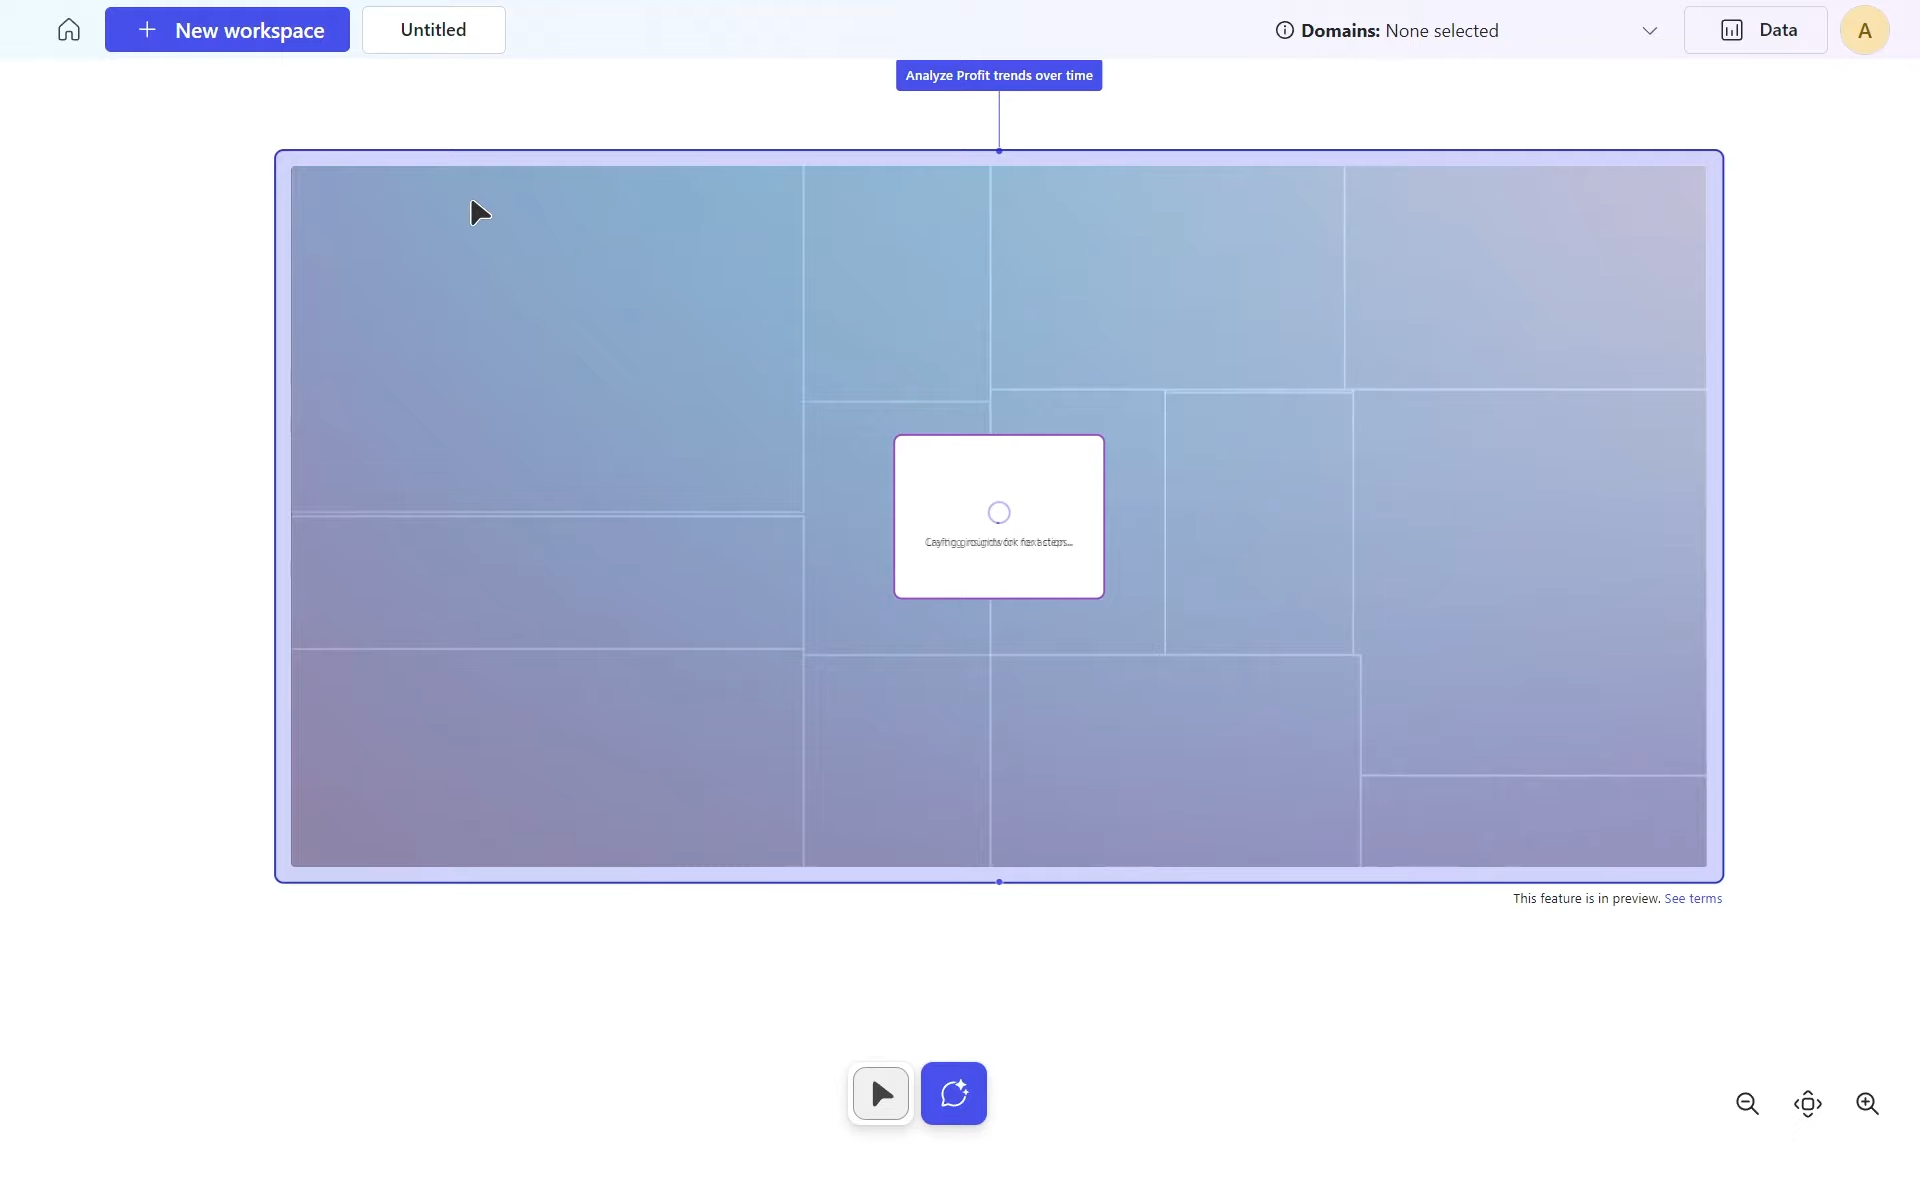 New workspace
Untitled
Domains: None selected
Data
A
Analyze Profit trends over time
This feature is in preview. See terms